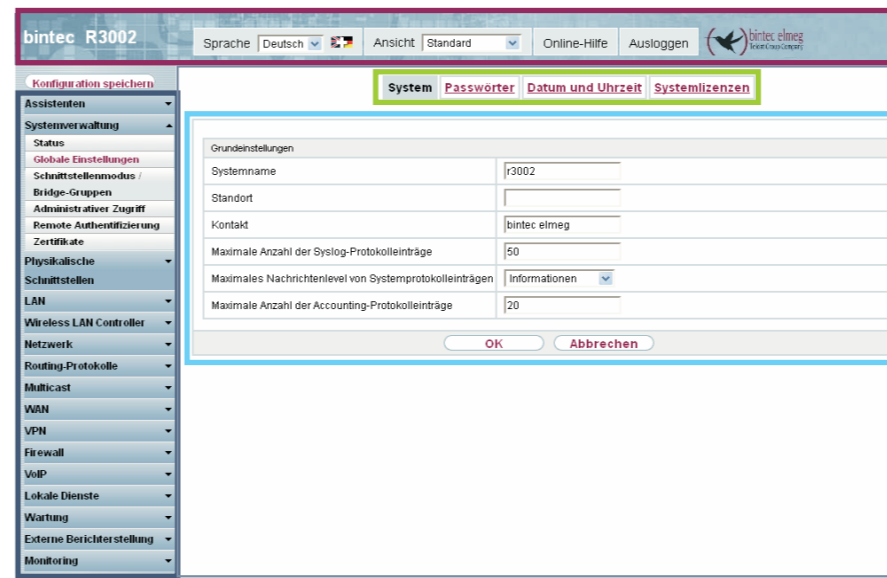 bintec R3002
Sprache Deutsch Ansicht Standard Online-Hilfe Ausloggen
bintec elmeg
Konfiguration speichern
Assistenten
Systemverwaltung
Status
Globale Einstellungen
Schnittstellenmodus /
Bridge-Gruppen
Administrativer Zugriff
Remote Authentifizierung
Zertifikate
Physikalische
Schnittstellen
LAN
Wireless LAN Controller
Netzwerk
Routing-Protokolle
Multicast
WAN
VPN
Firewall
VoIP
Lokale Dienste
Wartung
Externe Berichterstellung
Monitoring
System Passwörter Datum und Uhrzeit Systemlizenzen
Grundeinstellungen
Systemname r3002
Standort
Kontakt bintec elmeg
Maximale Anzahl der Syslog-Protokolleinträge 50
Maximales Nachrichtenlevel von Systemprotokolleinträgen Informationen
Maximale Anzahl der Accounting-Protokolleinträge 20
OK Abbrechen